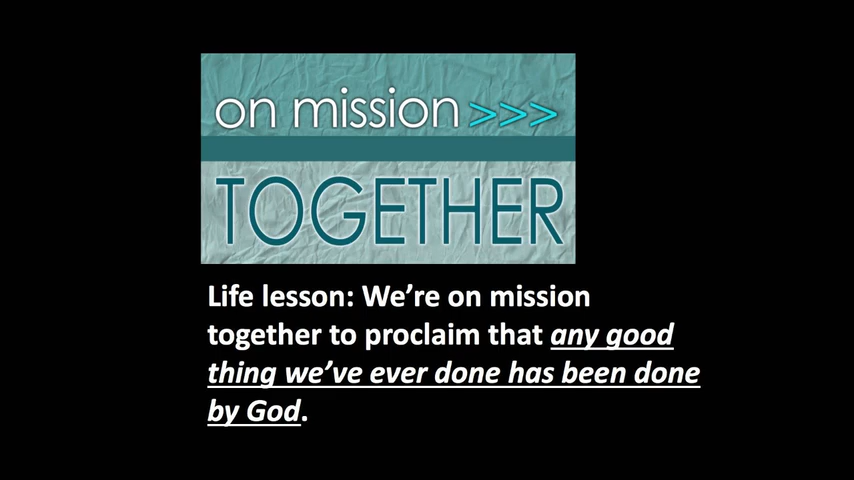 on mission >>>
TOGETHER
Life lesson: We’re on mission
together to proclaim that any good
thing we’ve ever done has been done
by God.